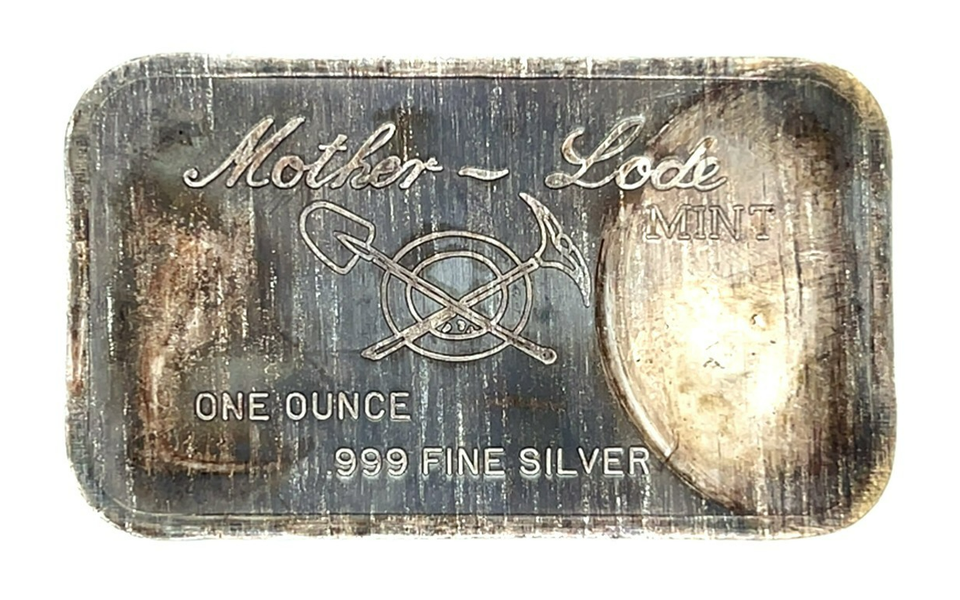 Mother - Lode
MINT
ONE OUNCE
.999 FINE SILVER